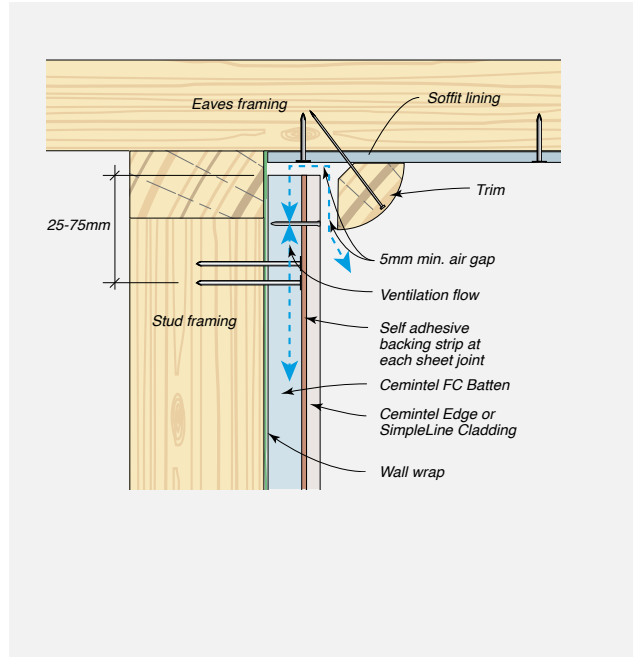 Eaves framing
Soffit lining
Trim
25-75mm
5mm min. air gap
Ventilation flow
Stud framing
Self adhesive
backing strip at
each sheet joint
Cemintel FC Batten
Cemintel Edge or
SimpleLine Cladding
Wall wrap